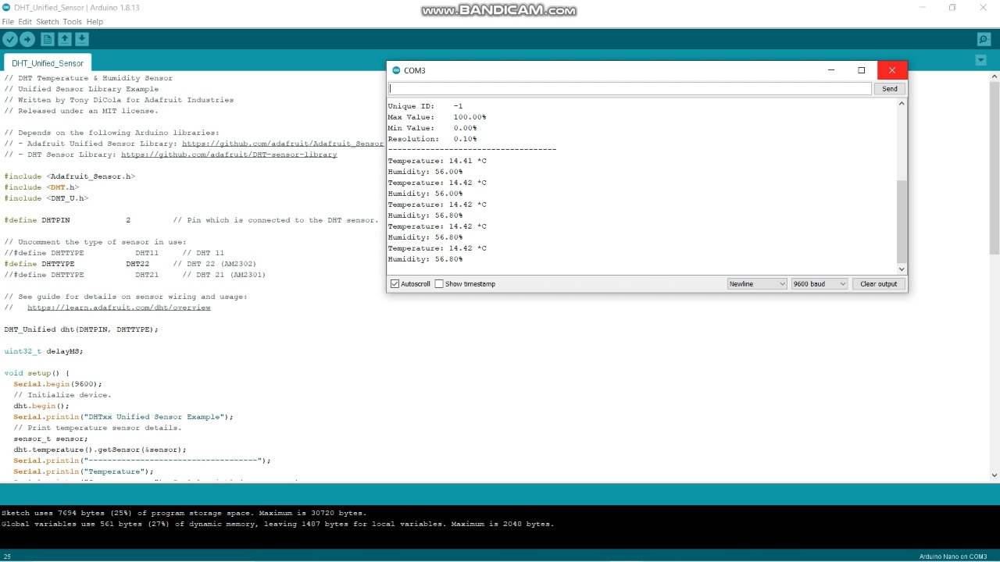 DHT_Unified_Sensor | Arduino 1.8.13
www.BANDICAM.com
File Edit Sketch Tools Help
DHT_Unified_Sensor
// DHT Temperature & Humidity Sensor
// Unified Sensor Library Example
// Written by Tony DiCola for Adafruit Industries
// Released under an MIT license.
// Depends on the following Arduino libraries:
// - Adafruit Unified Sensor Library: https://github.com/adafruit/Adafruit_Sensor
// - DHT Sensor Library: https://github.com/adafruit/DHT-sensor-library
#include <Adafruit_Sensor.h>
#include <DHT.h>
#include <DHT_U.h>
#define DHTPIN 2 // Pin which is connected to the DHT sensor.
// Uncomment the type of sensor in use:
//#define DHTTYPE DHT11 // DHT 11
#define DHTTYPE DHT22 // DHT 22 (AM2302)
//#define DHTTYPE DHT21 // DHT 21 (AM2301)
// See guide for details on sensor wiring and usage:
// https://learn.adafruit.com/dht/overview
DHT_Unified dht(DHTPIN, DHTTYPE);
uint32_t delayMS;
void setup() {
Serial.begin(9600);
// Initialize device.
dht.begin();
Serial.println("DHTxx Unified Sensor Example");
// Print temperature sensor details.
sensor_t sensor;
dht.temperature().getSensor(&sensor);
Serial.println("------------------------------------");
Serial.println("Temperature");
COM3
Send
Unique ID: -1
Max Value: 100.00%
Min Value: 0.00%
Resolution: 0.10%
------------------------------------
Temperature: 14.41 *C
Humidity: 56.00%
Temperature: 14.42 *C
Humidity: 56.00%
Temperature: 14.42 *C
Humidity: 56.80%
Temperature: 14.42 *C
Humidity: 56.80%
Temperature: 14.42 *C
Humidity: 56.80%
Autoscroll Show timestamp Newline 9600 baud Clear output
Sketch uses 7694 bytes (25%) of program storage space. Maximum is 30720 bytes.
Global variables use 561 bytes (27%) of dynamic memory, leaving 1487 bytes for local variables. Maximum is 2048 bytes.
25 Arduino Nano on COM3